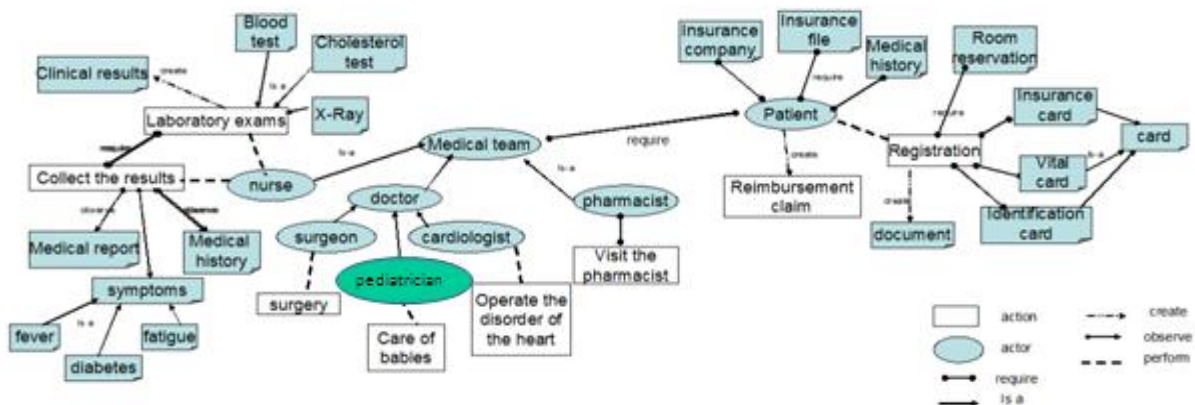 Blood
test
Cholesterol
test
Clinical results
create
Is a
X-Ray
Laboratory exams
Collect the results
nurse
Is a
observe
observe
Medical report
Medical
history
symptoms
fever
Is a
fatigue
diabetes
Medical team
doctor
surgeon
cardiologist
pediatrician
surgery
Care of
babies
Operate the
disorder of
the heart
Is a
pharmacist
Visit the
pharmacist
require
Insurance
company
Insurance
file
require
Medical
history
Patient
create
Reimbursement
claim
Room
reservation
require
Registration
Insurance
card
Vital
card
Is-a
card
Identification
card
create
document
action
actor
require
Is a
create
observe
perform